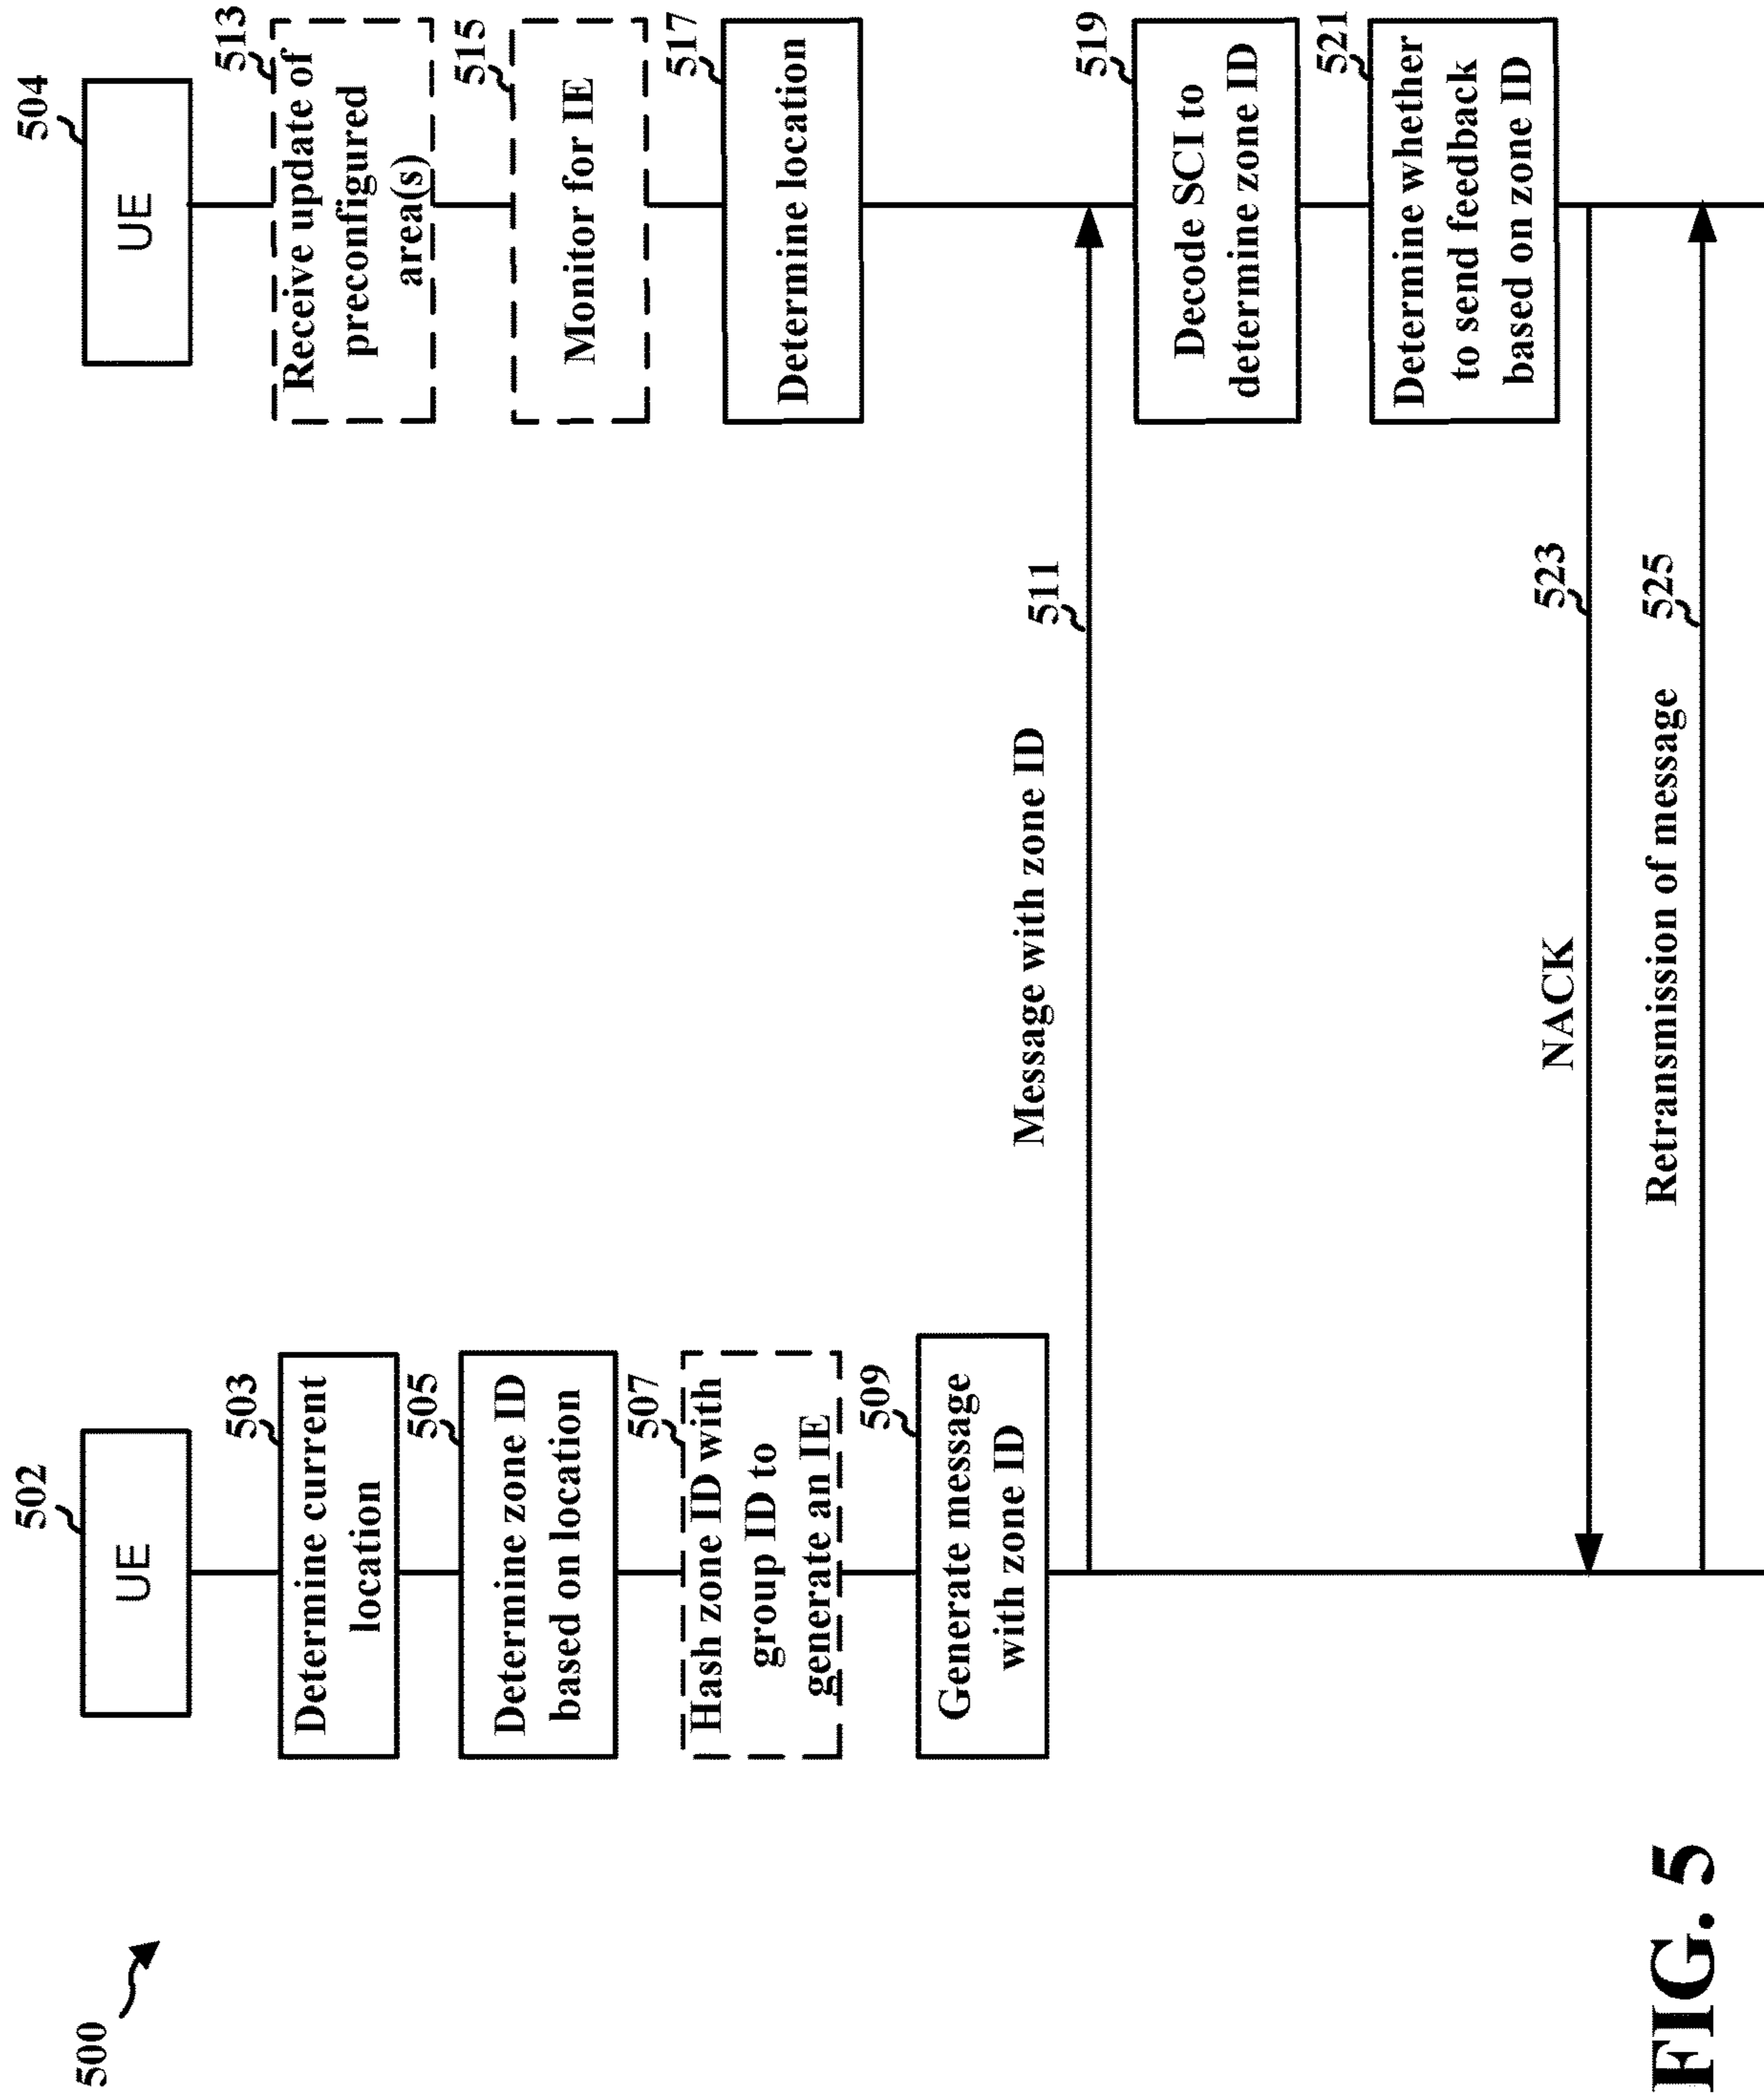 500
502
UE
503
Determine current
location
505
Determine zone ID
based on location
507
Hash zone ID with
group ID to
generate an IE
509
Generate message
with zone ID
504
UE
513
Receive update of
preconfigured
area(s)
515
Monitor for IE
517
Determine location
Message with zone ID
511
519
Decode SCI to
determine zone ID
521
Determine whether
to send feedback
based on zone ID
NACK
523
Retransmission of message
525
FIG. 5